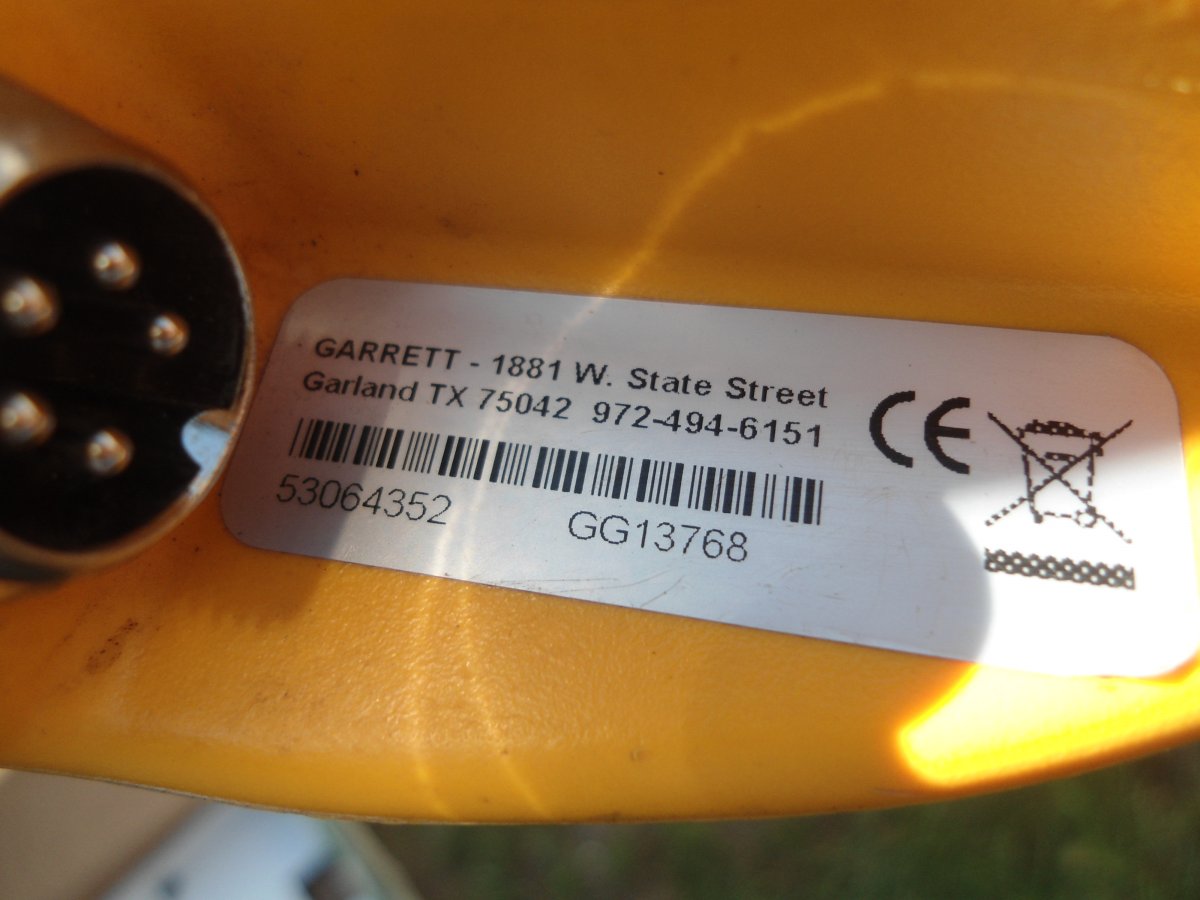 GARRETT - 1881 W. State Street
Garland TX 75042 972-494-6151
CE
53064352 GG13768